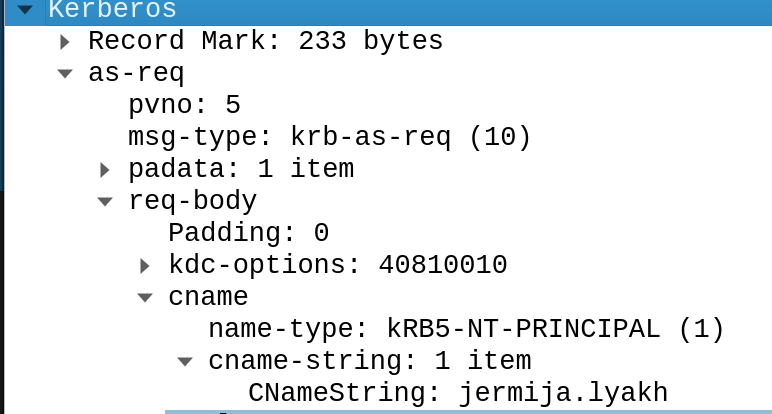 Kerberos
Record Mark: 233 bytes
as-req
pvno: 5
msg-type: krb-as-req (10)
padata: 1 item
req-body
Padding: 0
kdc-options: 40810010
cname
name-type: kRB5-NT-PRINCIPAL (1)
cname-string: 1 item
CNameString: jermija.lyakh